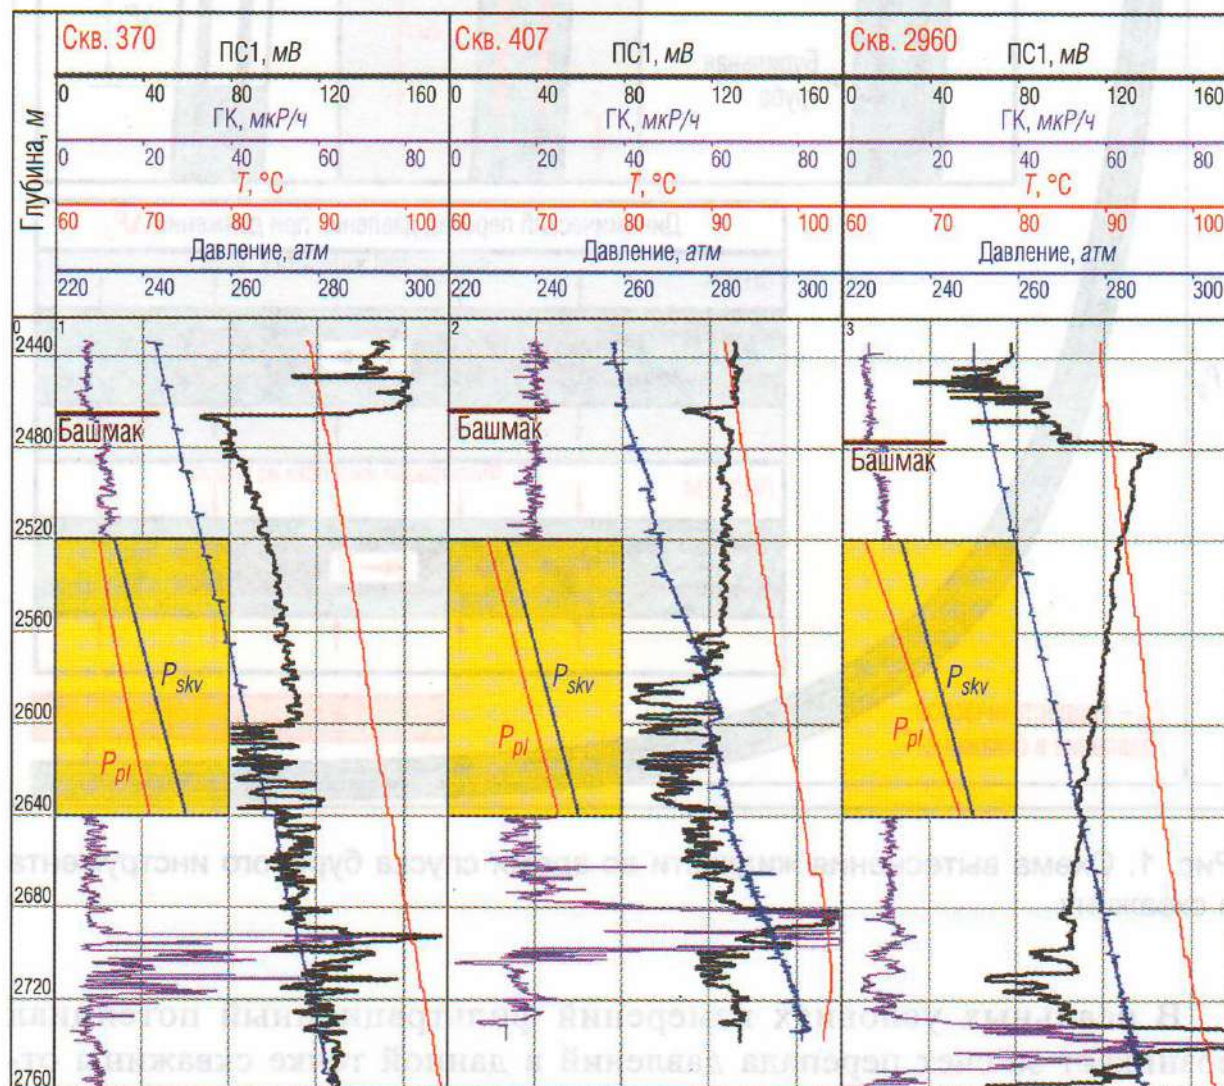 Скв. 370 Скв. 407 Скв. 2960
ПС1, мВ ПС1, мВ ПС1, мВ
0 40 80 120 160 0 40 80 120 160 0 40 80 120 160
ГК, мкР/ч ГК, мкР/ч ГК, мкР/ч
0 20 40 60 80 0 20 40 60 80 0 20 40 60 80
Т, °C Т, °C Т, °C
60 70 80 90 100 60 70 80 90 100 60 70 80 90 100
Давление, атм Давление, атм Давление, атм
220 240 260 280 300 220 240 260 280 300 220 240 260 280 300
Глубина, м
0 1 2 3
2440
Башмак Башмак Башмак
2480
2520
2560
Pskv Pskv Pskv
2600
Ppl Ppl Ppl
2640
2680
2720
2760